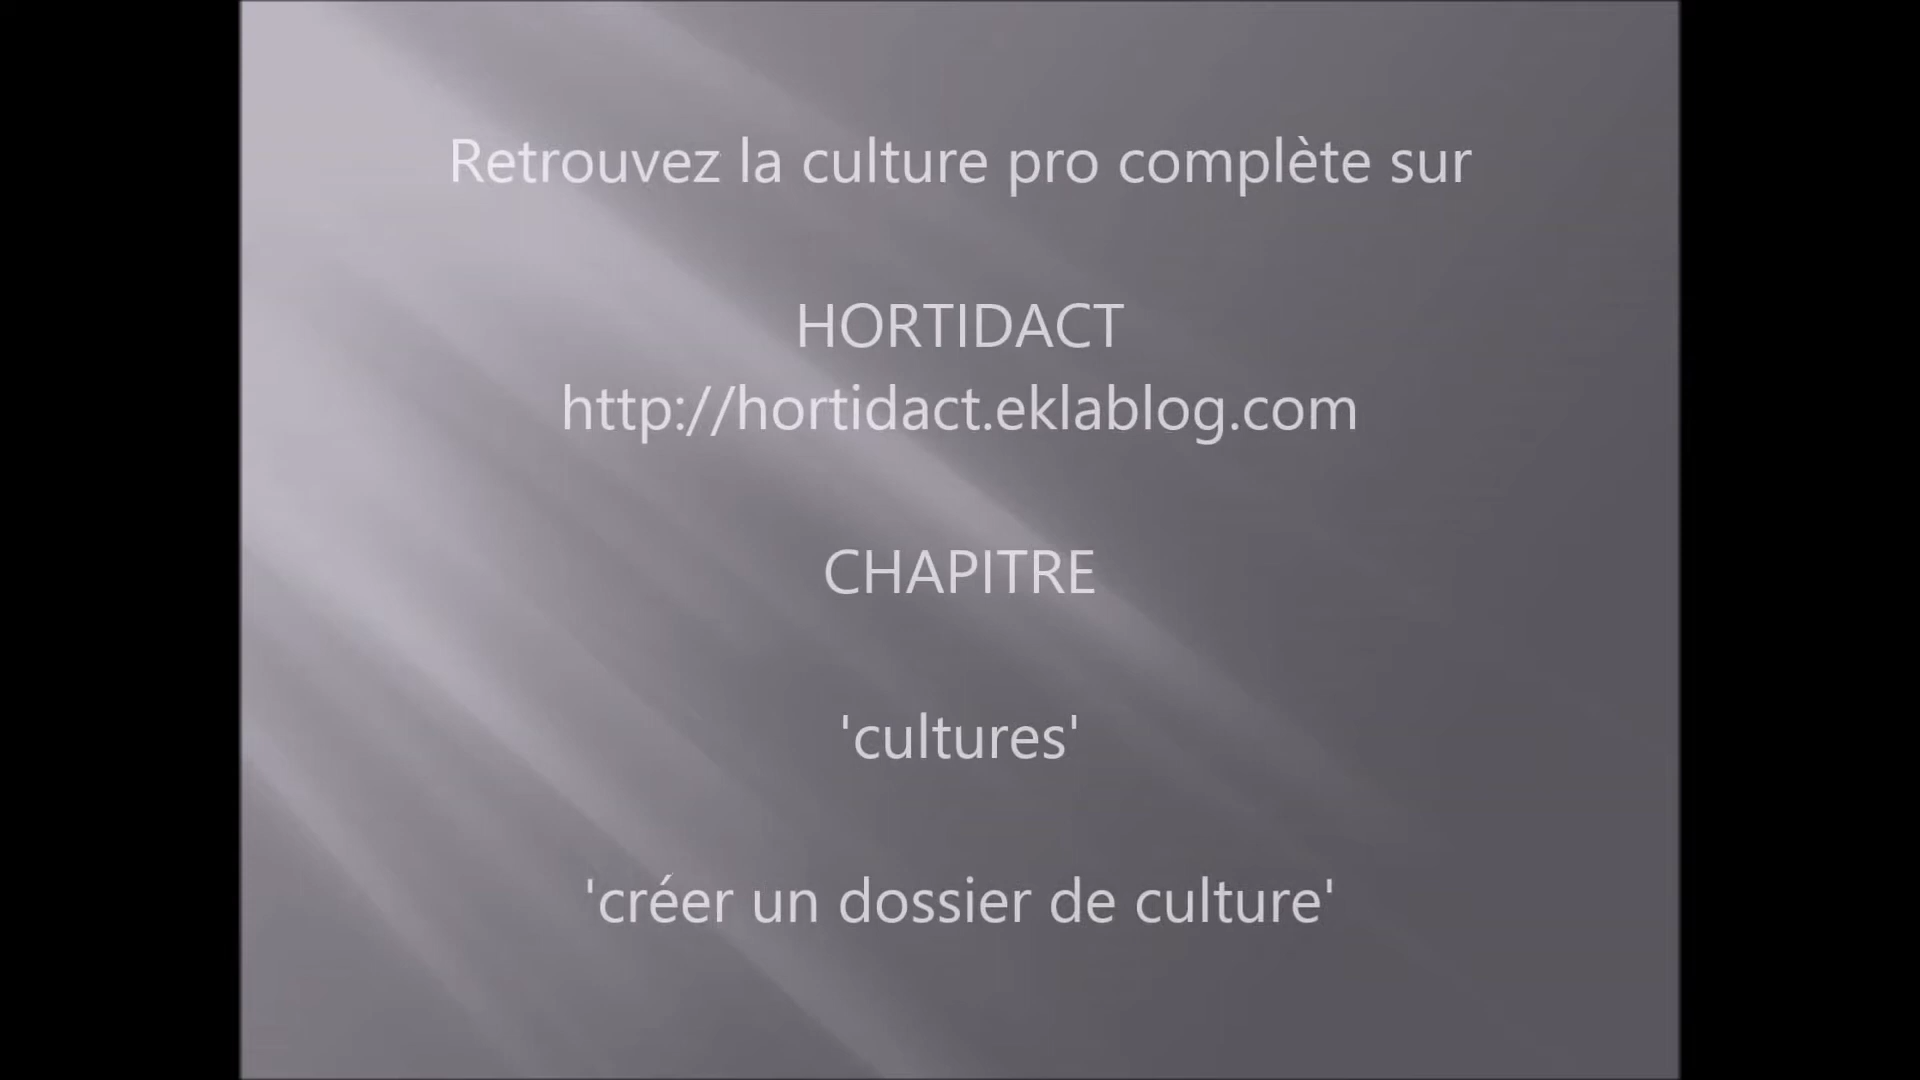 Retrouvez la culture pro complète sur
HORTIDACT
http://hortidact.eklablog.com
CHAPITRE
'cultures'
'créer un dossier de culture'